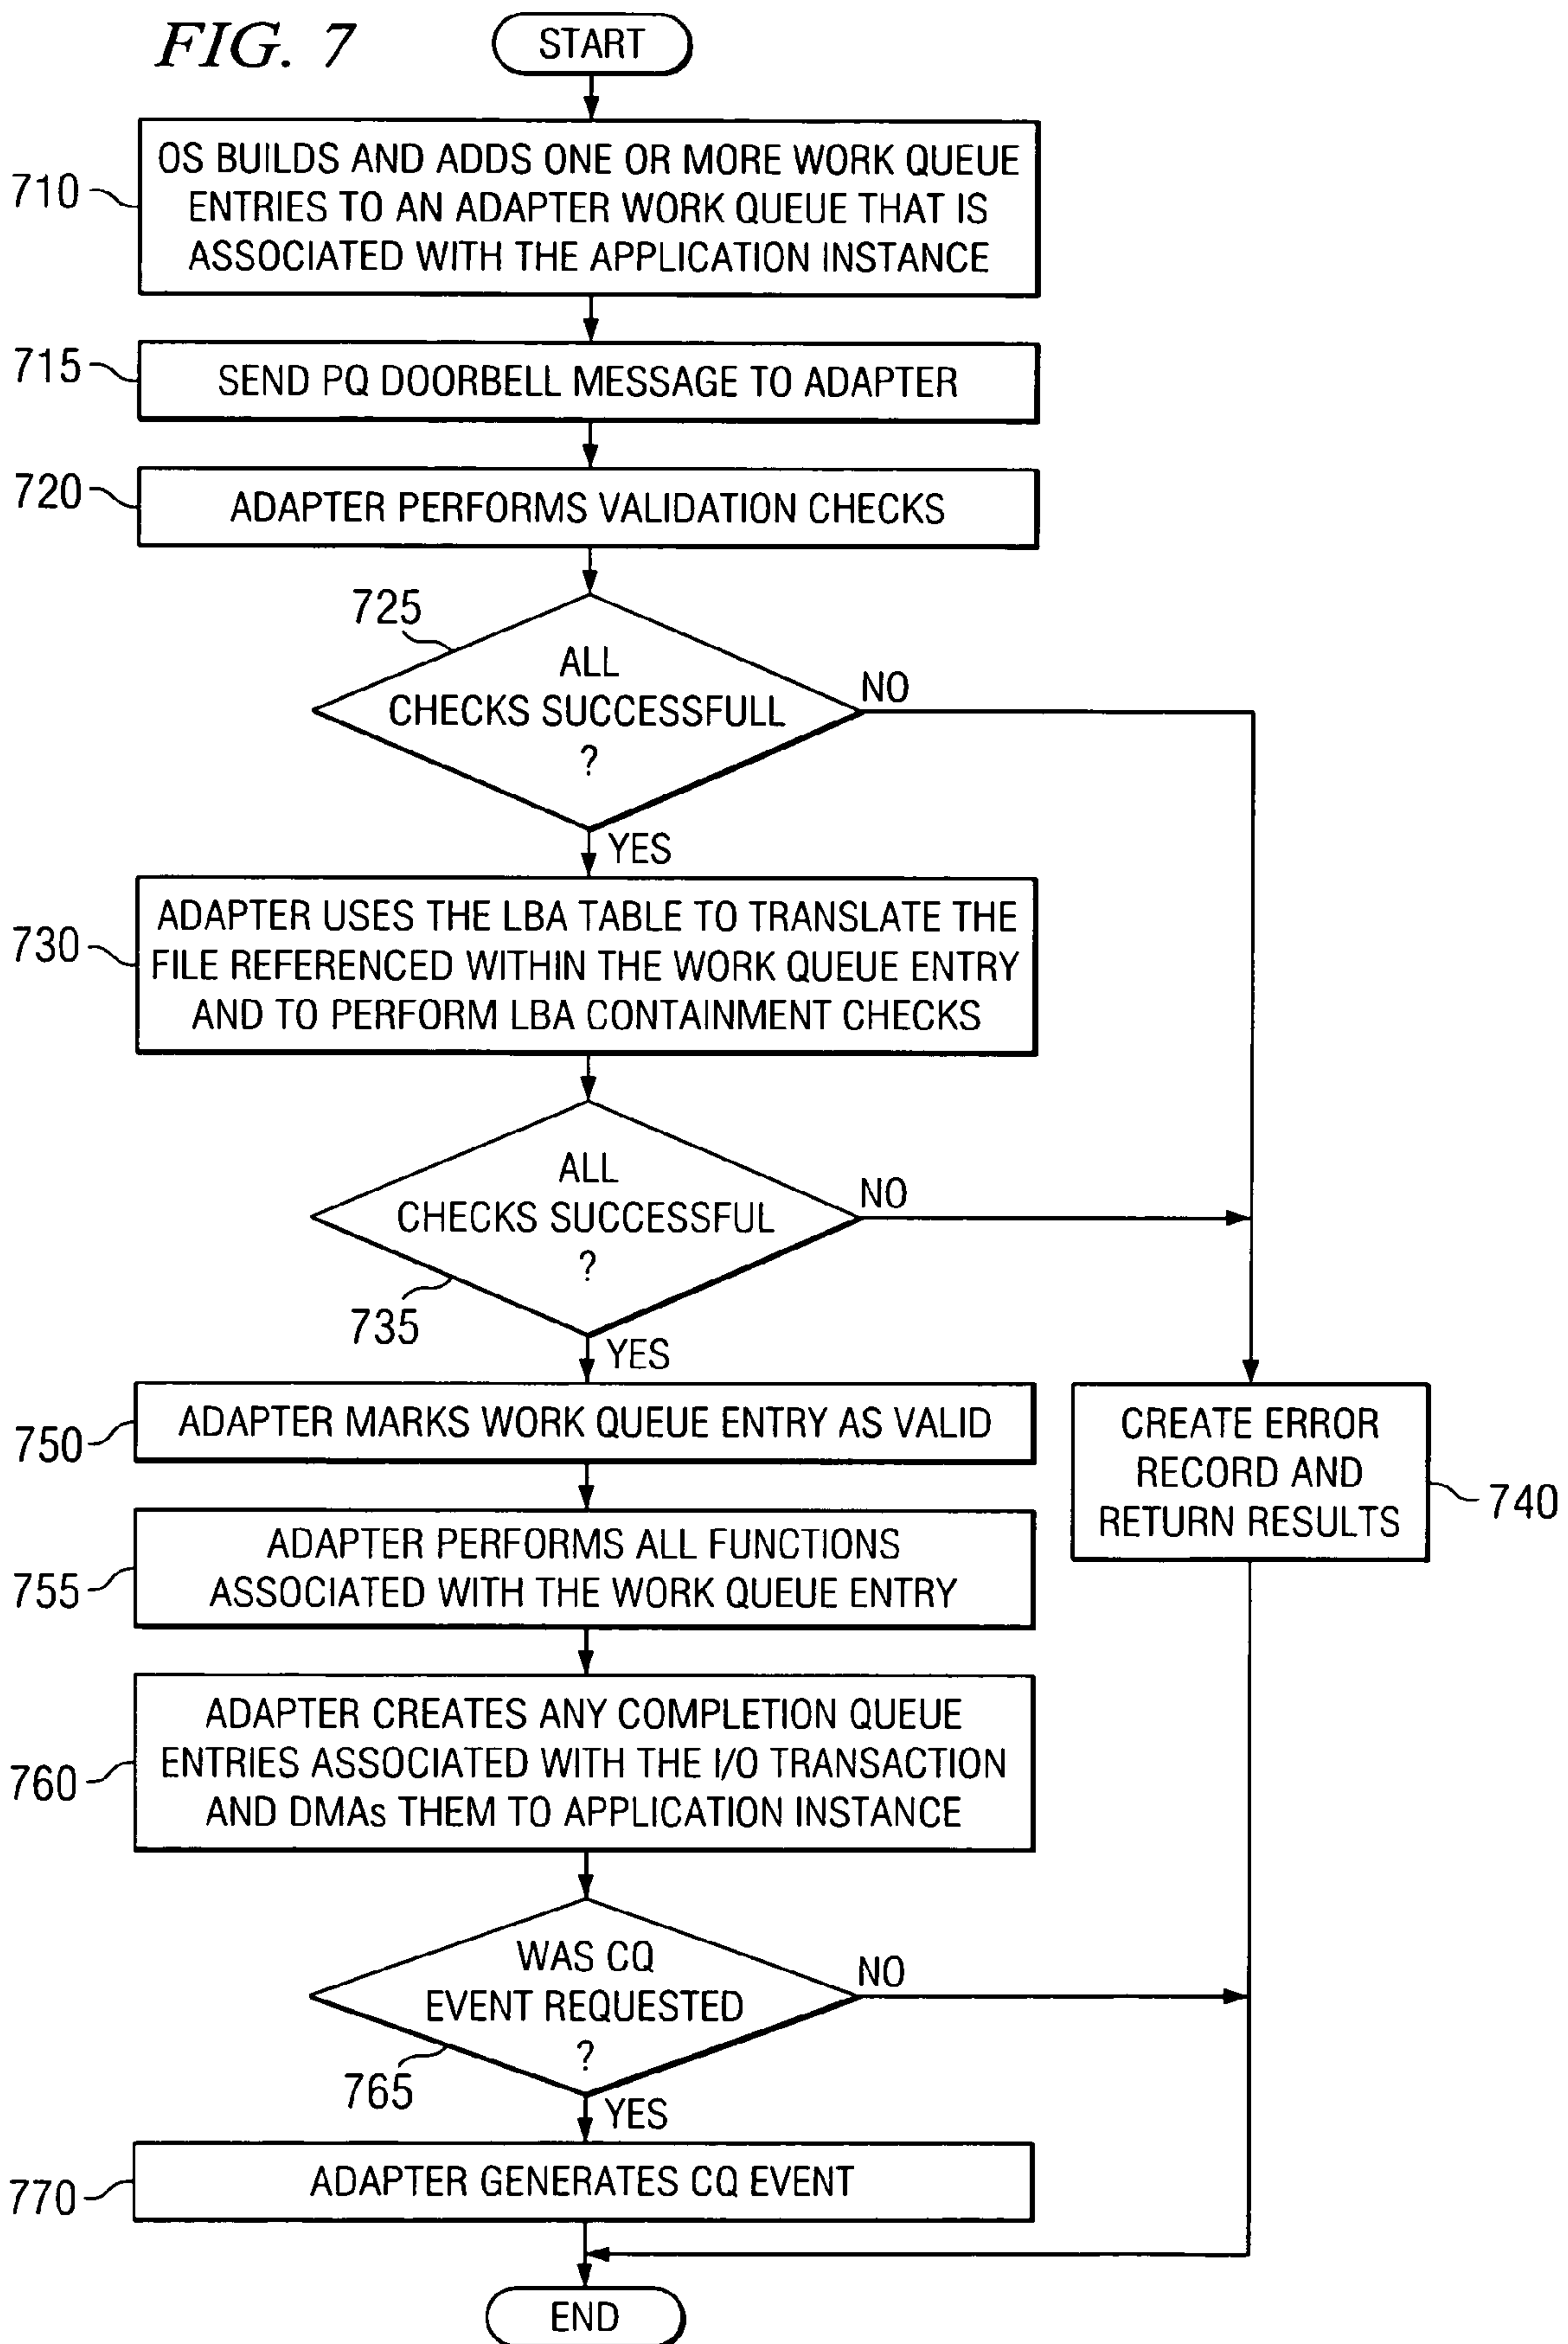 FIG. 7
START
710
OS BUILDS AND ADDS ONE OR MORE WORK QUEUE
ENTRIES TO AN ADAPTER WORK QUEUE THAT IS
ASSOCIATED WITH THE APPLICATION INSTANCE
715
SEND PQ DOORBELL MESSAGE TO ADAPTER
720
ADAPTER PERFORMS VALIDATION CHECKS
725
ALL
CHECKS SUCCESSFULL
?
NO
YES
730
ADAPTER USES THE LBA TABLE TO TRANSLATE THE
FILE REFERENCED WITHIN THE WORK QUEUE ENTRY
AND TO PERFORM LBA CONTAINMENT CHECKS
ALL
CHECKS SUCCESSFUL
?
NO
735
YES
750
ADAPTER MARKS WORK QUEUE ENTRY AS VALID
CREATE ERROR
RECORD AND
RETURN RESULTS
740
755
ADAPTER PERFORMS ALL FUNCTIONS
ASSOCIATED WITH THE WORK QUEUE ENTRY
760
ADAPTER CREATES ANY COMPLETION QUEUE
ENTRIES ASSOCIATED WITH THE I/O TRANSACTION
AND DMAs THEM TO APPLICATION INSTANCE
WAS CQ
EVENT REQUESTED
?
NO
765
YES
770
ADAPTER GENERATES CQ EVENT
END